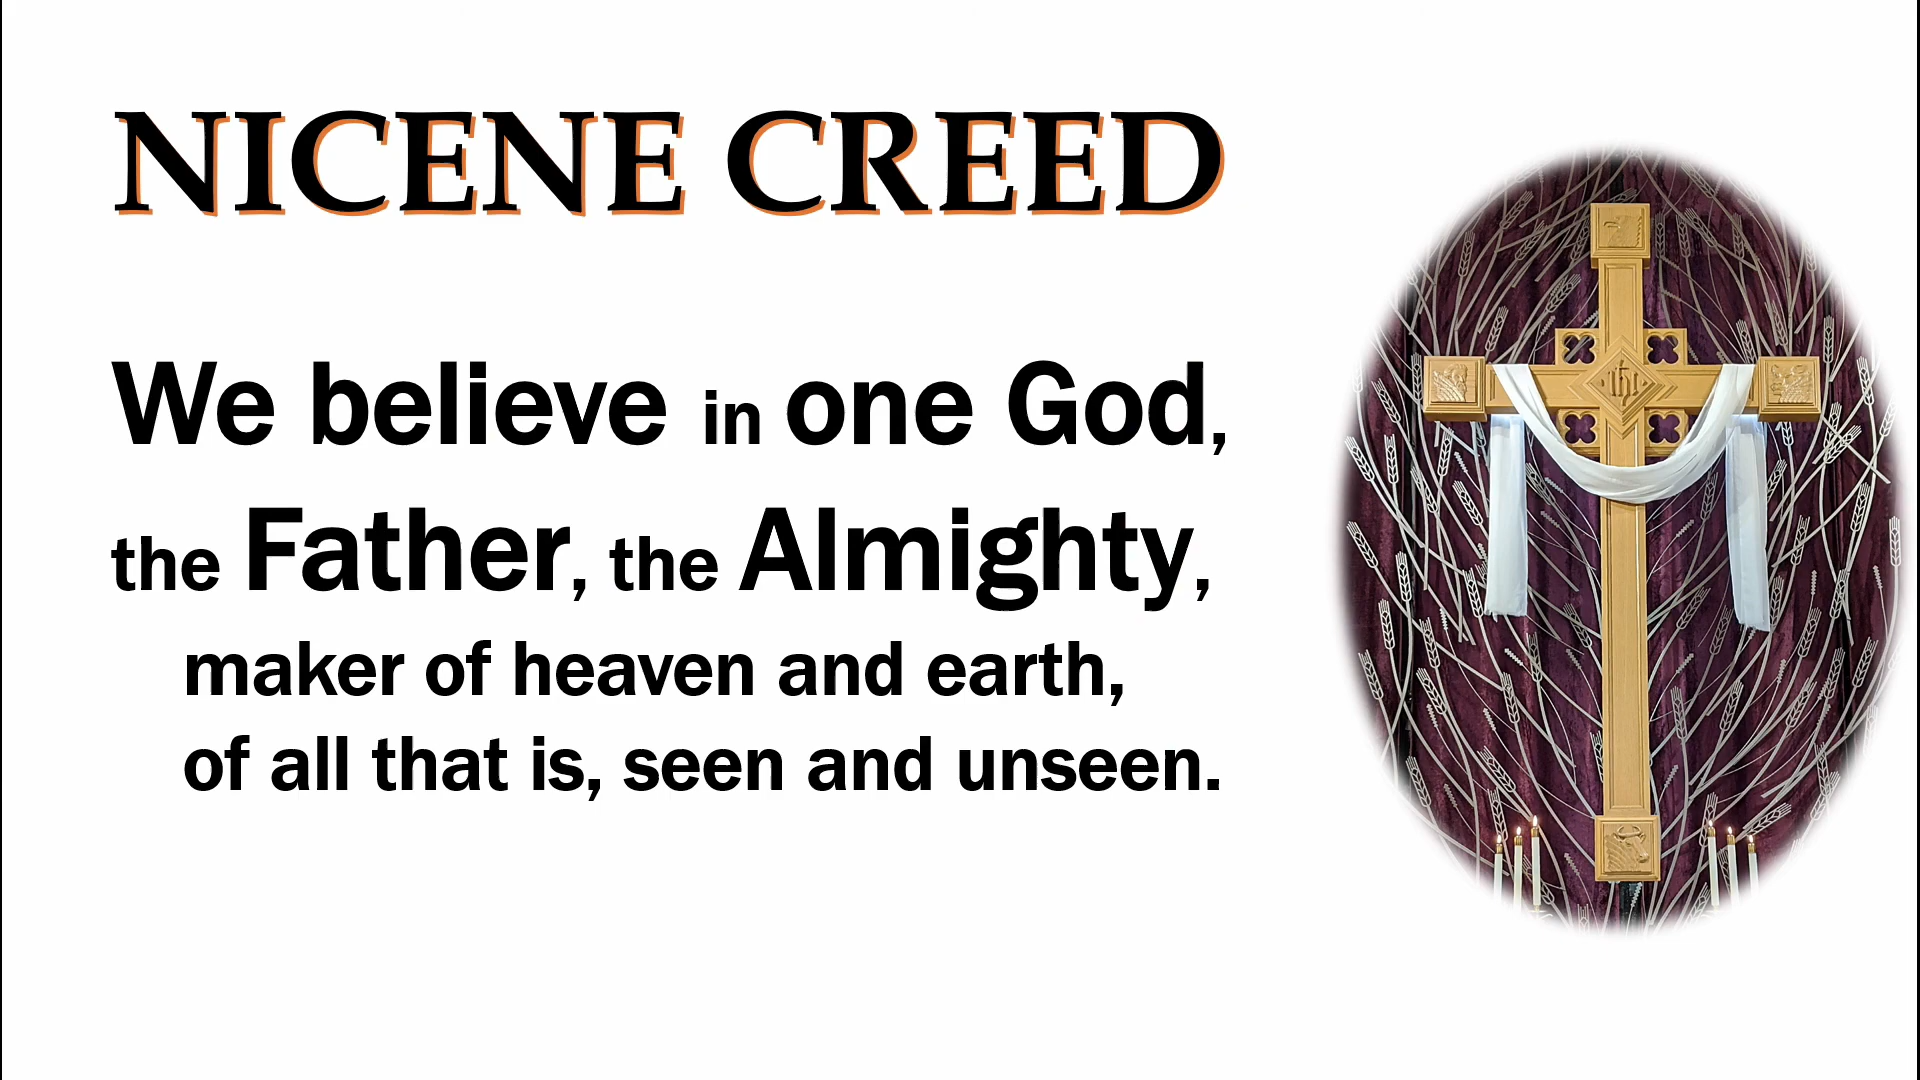 NICENE CREED
We believe in one God,
the Father, the Almighty,
maker of heaven and earth,
of all that is, seen and unseen.